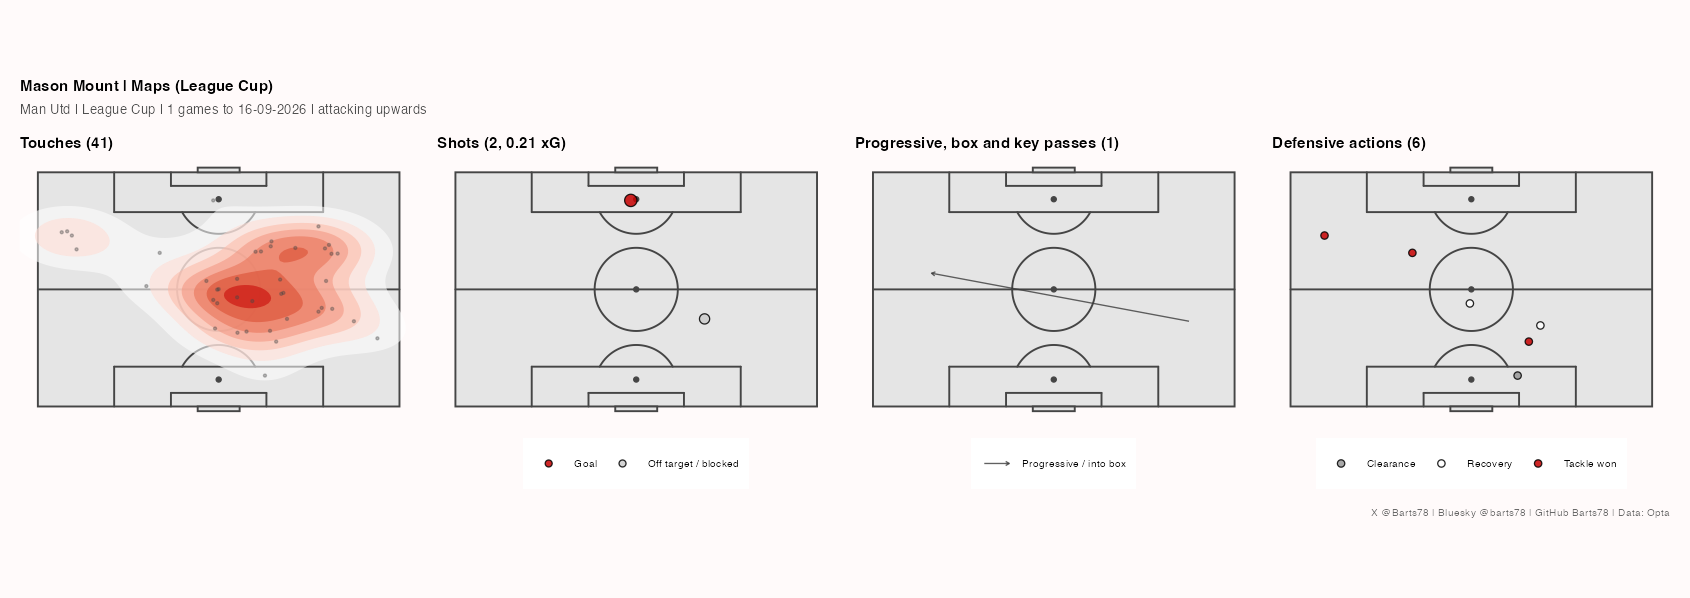 Mason Mount | Maps (League Cup)
Man Utd | League Cup | 1 games to 16-09-2026 | attacking upwards
Touches (41)
Shots (2, 0.21 xG)
Progressive, box and key passes (1)
Defensive actions (6)
Goal
Off target / blocked
Progressive / into box
Clearance
Recovery
Tackle won
X @Barts78 | Bluesky @barts78 | GitHub Barts78 | Data: Opta